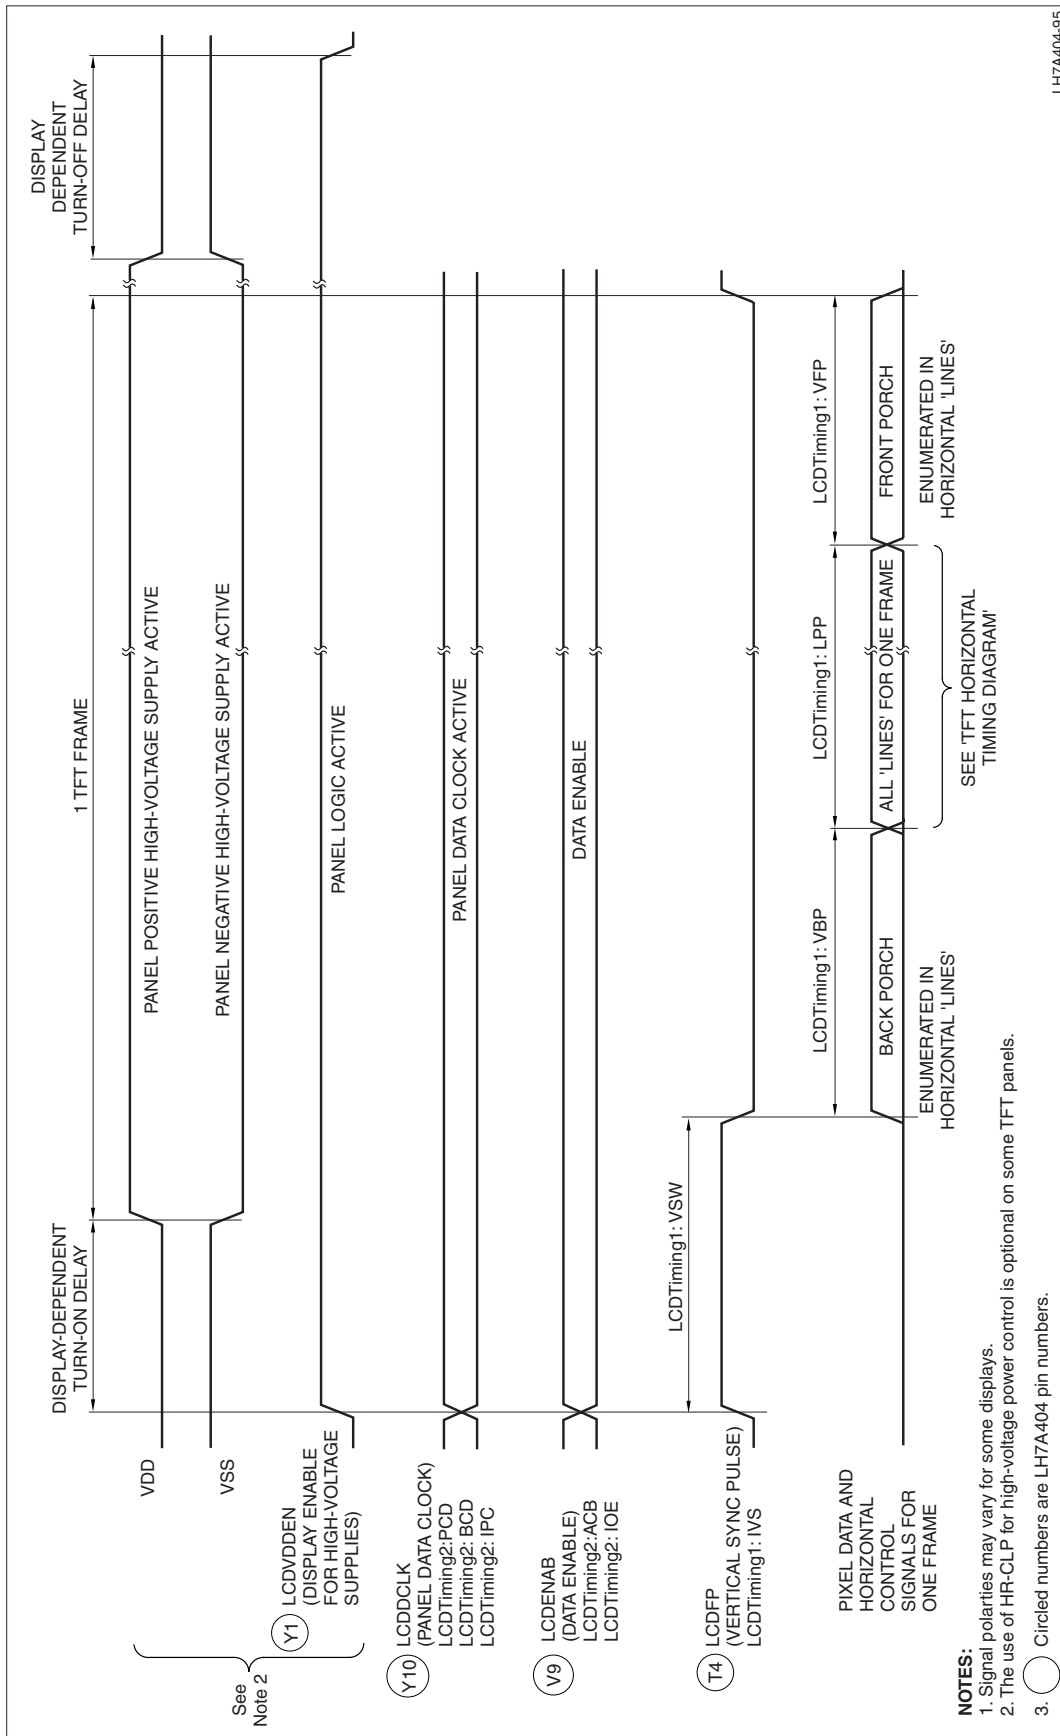 DISPLAY-DEPENDENT
TURN-ON DELAY
1 TFT FRAME
DISPLAY
DEPENDENT
TURN-OFF DELAY
VDD
PANEL POSITIVE HIGH-VOLTAGE SUPPLY ACTIVE
VSS
PANEL NEGATIVE HIGH-VOLTAGE SUPPLY ACTIVE
See
Note 2
Y1
LCDVDDEN
(DISPLAY ENABLE
FOR HIGH-VOLTAGE
SUPPLIES)
PANEL LOGIC ACTIVE
Y10
LCDDCLK
(PANEL DATA CLOCK)
LCDTiming2:PCD
LCDTiming2: BCD
LCDTiming2: IPC
PANEL DATA CLOCK ACTIVE
V9
LCDENAB
(DATA ENABLE)
LCDTiming2:ACB
LCDTiming2: IOE
DATA ENABLE
LCDTiming1: VSW
T4
LCDFP
(VERTICAL SYNC PULSE)
LCDTiming1: IVS
LCDTiming1: VBP
LCDTiming1: LPP
LCDTiming1: VFP
PIXEL DATA AND
HORIZONTAL
CONTROL
SIGNALS FOR
ONE FRAME
BACK PORCH
ALL 'LINES' FOR ONE FRAME
FRONT PORCH
ENUMERATED IN
HORIZONTAL 'LINES'
SEE 'TFT HORIZONTAL
TIMING DIAGRAM'
ENUMERATED IN
HORIZONTAL 'LINES'
NOTES:
1. Signal polarties may vary for some displays.
2. The use of HR-CLP for high-voltage power control is optional on some TFT panels.
3. Circled numbers are LH7A404 pin numbers.
LH7A404-95